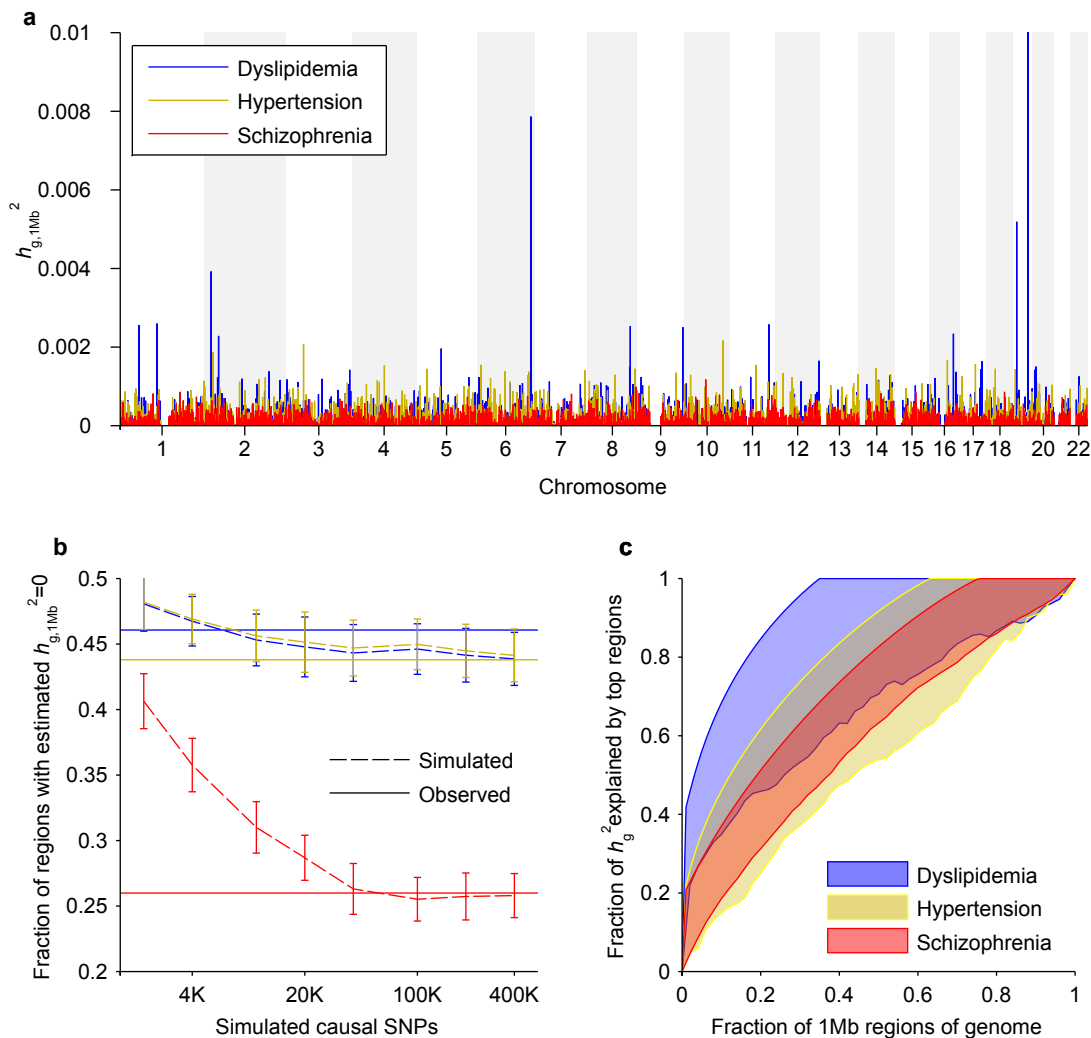 a
0.01
0.008
0.006
0.004
0.002
0
h g,1Mb 2
Dyslipidemia
Hypertension
Schizophrenia
1 2 3 4 5 6 7 8 9 10 11 12 13 14 15 16 17 18 20 22
Chromosome
b
0.5
0.45
0.4
0.35
0.3
0.25
0.2
Fraction of regions with estimated h g,1Mb 2=0
Simulated
Observed
4K 20K 100K 400K
Simulated causal SNPs
c
1
0.8
0.6
0.4
0.2
0
Fraction of h g 2 explained by top regions
Dyslipidemia
Hypertension
Schizophrenia
0 0.2 0.4 0.6 0.8 1
Fraction of 1Mb regions of genome